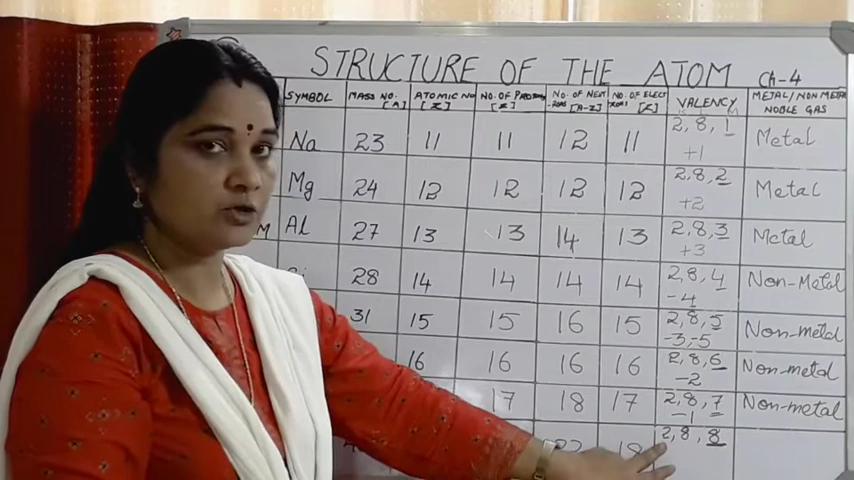 STRUCTURE OF THE ATOM Ch-4
SYMBOL MASS NO. [A] ATOMIC NO [Z] NO. OF [Z] NO. OF [A-Z] NO. OF [Z] VALENCY METAL/NON METAL NOBLE GAS
Na 23 11 11 12 11 2,8,1 +1 Metal
Mg 24 12 12 12 12 2,8,2 +2 Metal
M Al 27 13 13 14 13 2,8,3 +3 Metal
28 14 14 14 14 2,8,4 -4 Non-Metal
31 15 15 16 15 2,8,5 -3,-5 Non-metal
16 16 16 16 2,8,6 -2 Non-metal
17 18 17 2,8,7 -1 Non-metal
22 18 2,8,8